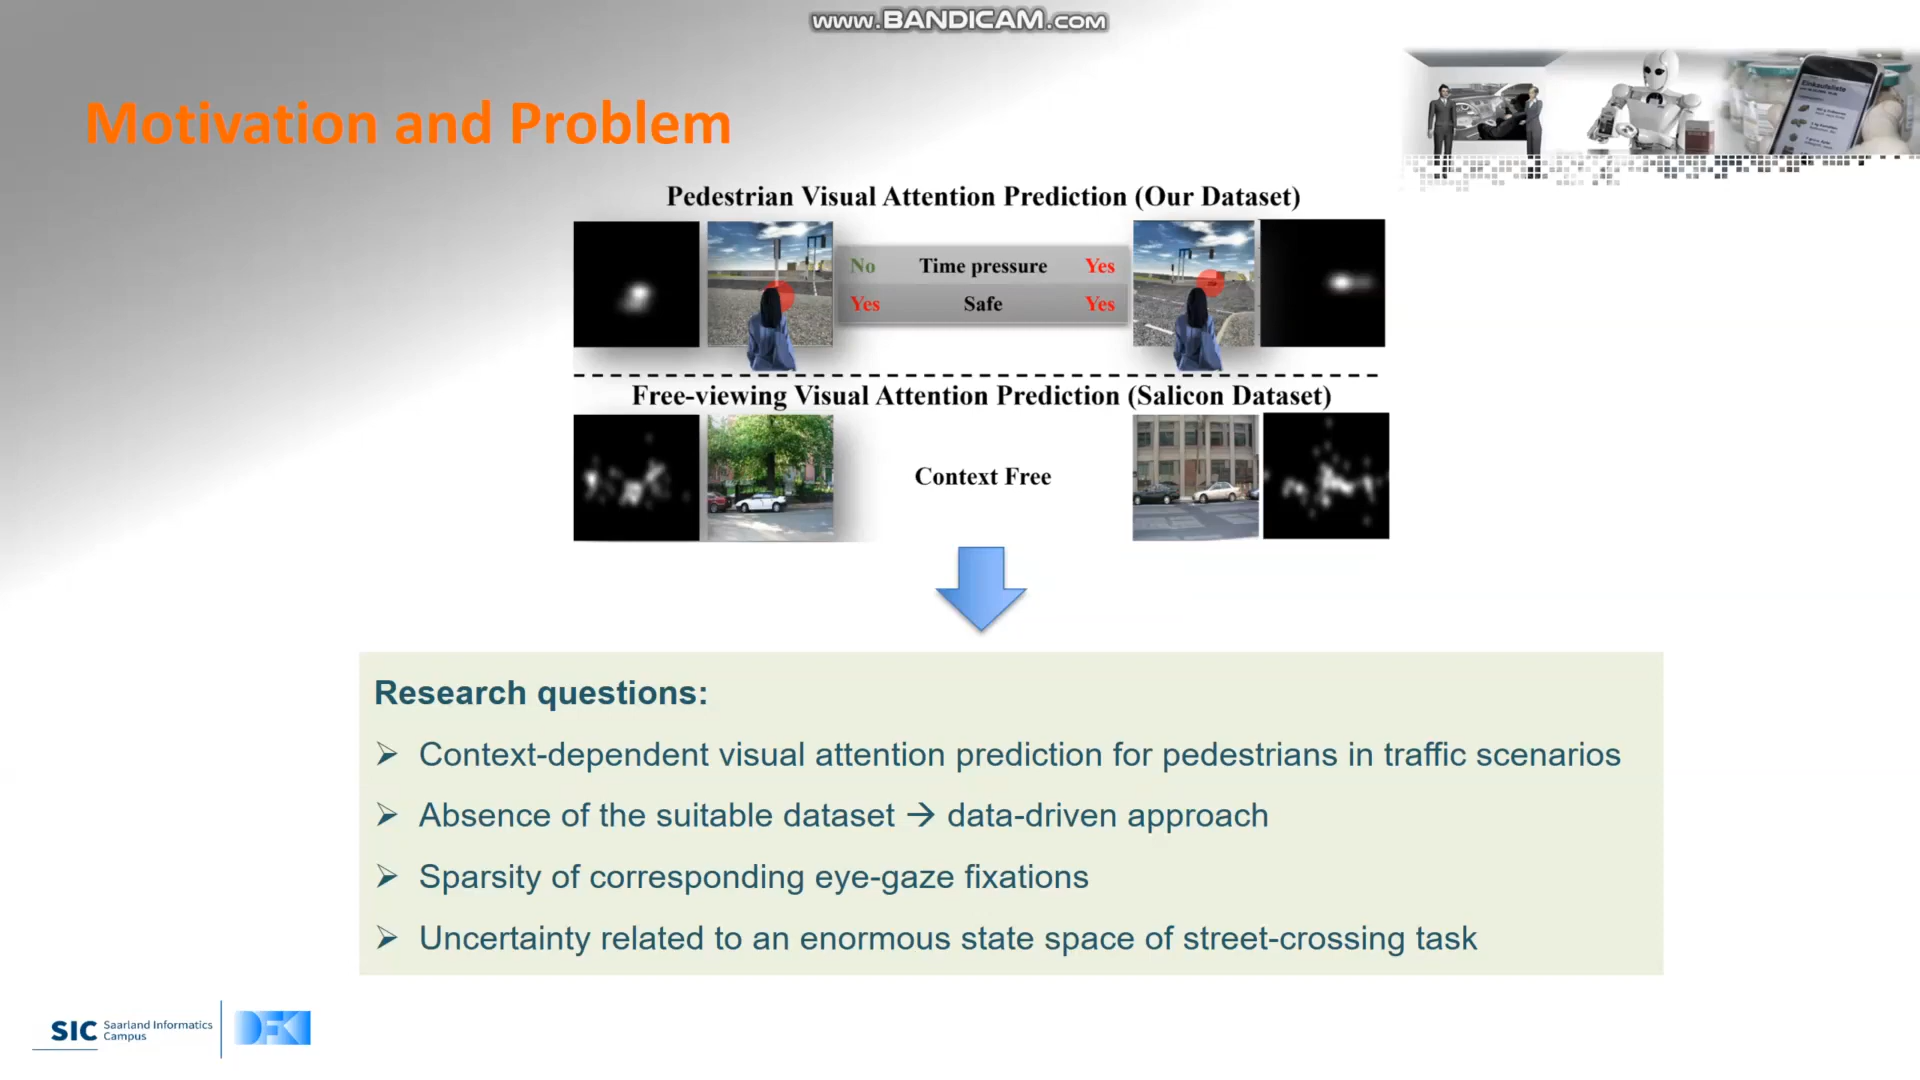 www.BANDICAM.com
Motivation and Problem
Einkaufsliste
Pedestrian Visual Attention Prediction (Our Dataset)
No Time pressure Yes
Yes Safe Yes
Free-viewing Visual Attention Prediction (Salicon Dataset)
Context Free
Research questions:
➢ Context-dependent visual attention prediction for pedestrians in traffic scenarios
➢ Absence of the suitable dataset → data-driven approach
➢ Sparsity of corresponding eye-gaze fixations
➢ Uncertainty related to an enormous state space of street-crossing task
SIC Saarland Informatics
Campus
DFKI